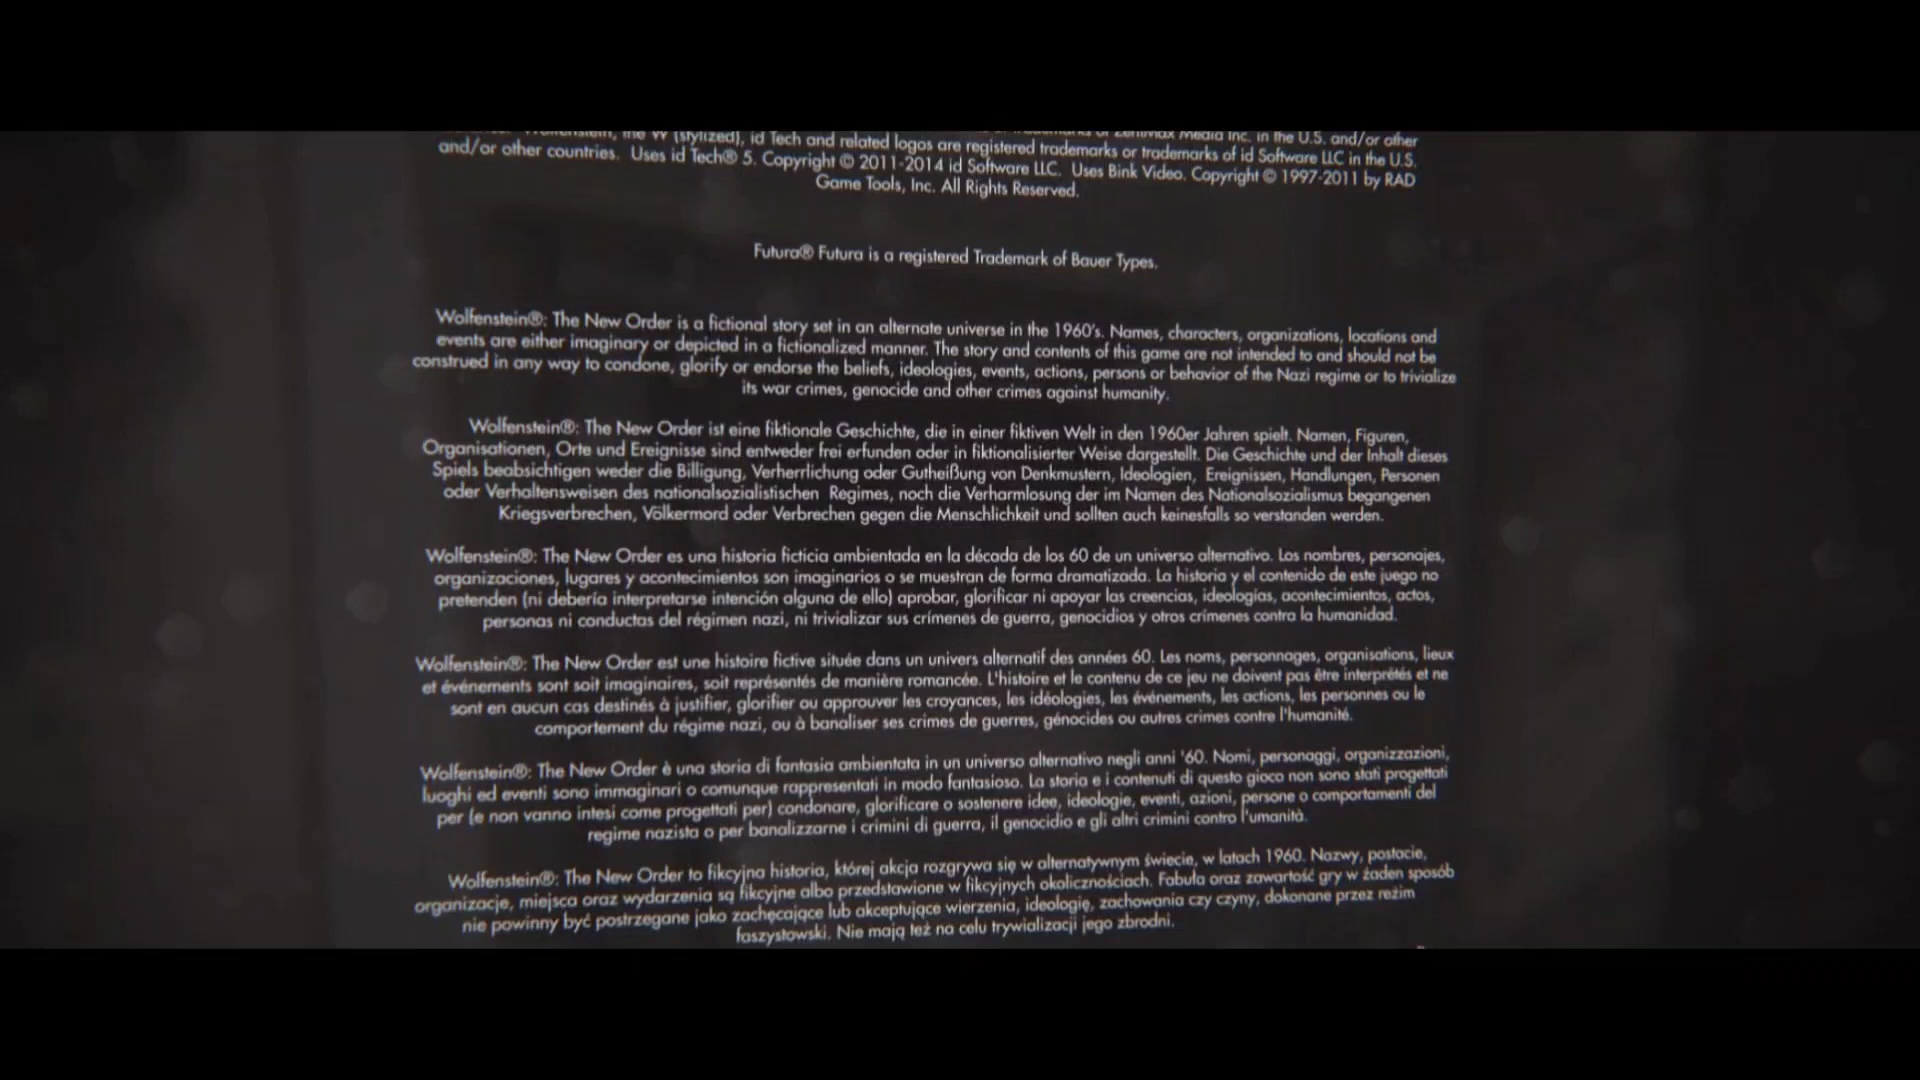 Wolfenstein, the W (stylized), id Tech and related logos are registered trademarks or trademarks of id Software LLC in the U.S.
and/or other countries. Uses id Tech® 5. Copyright © 2011-2014 id Software LLC. Uses Bink Video. Copyright © 1997-2011 by RAD
Game Tools, Inc. All Rights Reserved.
Futura® Futura is a registered Trademark of Bauer Types.
Wolfenstein®: The New Order is a fictional story set in an alternate universe in the 1960's. Names, characters, organizations, locations and
events are either imaginary or depicted in a fictionalized manner. The story and contents of this game are not intended to and should not be
construed in any way to condone, glorify or endorse the beliefs, ideologies, events, actions, persons or behavior of the Nazi regime or to trivialize
its war crimes, genocide and other crimes against humanity.
Wolfenstein®: The New Order ist eine fiktionale Geschichte, die in einer fiktiven Welt in den 1960er Jahren spielt. Namen, Figuren,
Organisationen, Orte und Ereignisse sind entweder frei erfunden oder in fiktionalisierter Weise dargestellt. Die Geschichte und der Inhalt dieses
Spiels beabsichtigen weder die Billigung, Verherrlichung oder Gutheißung von Denkmustern, Ideologien, Ereignissen, Handlungen, Personen
oder Verhaltensweisen des nationalsozialistischen Regimes, noch die Verharmlosung der im Namen des Nationalsozialismus begangenen
Kriegsverbrechen, Völkermord oder Verbrechen gegen die Menschlichkeit und sollten auch keinesfalls so verstanden werden.
Wolfenstein®: The New Order es una historia ficticia ambientada en la década de los 60 de un universo alternativo. Los nombres, personajes,
organizaciones, lugares y acontecimientos son imaginarios o se muestran de forma dramatizada. La historia y el contenido de este juego no
pretenden (ni debería interpretarse intención alguna de ello) aprobar, glorificar ni apoyar las creencias, ideologías, acontecimientos, actos,
personas ni conductas del régimen nazi, ni trivializar sus crímenes de guerra, genocidios y otros crímenes contra la humanidad.
Wolfenstein®: The New Order est une histoire fictive située dans un univers alternatif des années 60. Les noms, personnages, organisations, lieux
et événements sont soit imaginaires, soit représentés de manière romancée. L'histoire et le contenu de ce jeu ne doivent pas être interprétés et ne
sont en aucun cas destinés à justifier, glorifier ou approuver les croyances, les idéologies, les événements, les actions, les personnes ou le
comportement du régime nazi, ou à banaliser ses crimes de guerres, génocides ou autres crimes contre l'humanité.
Wolfenstein®: The New Order è una storia di fantasia ambientata in un universo alternativo negli anni '60. Nomi, personaggi, organizzazioni,
luoghi ed eventi sono immaginari o comunque rappresentati in modo fantasioso. La storia e i contenuti di questo gioco non sono stati progettati
per (e non vanno intesi come progettati per) condonare, glorificare o sostenere idee, ideologie, eventi, azioni, persone o comportamenti del
regime nazista o per banalizzarne i crimini di guerra, il genocidio e gli altri crimini contro l'umanità.
Wolfenstein®: The New Order to fikcyjna historia, której akcja rozgrywa się w alternatywnym świecie, w latach 1960. Nazwy, postacie,
organizacje, miejsca oraz wydarzenia są fikcyjne albo przedstawione w fikcyjnych okolicznościach. Fabuła oraz zawartość gry w żaden sposób
nie powinny być postrzegane jako zachęcające lub akceptujące wierzenia, ideologię, zachowania czy czyny, dokonane przez reżim
faszystowski. Nie mają też na celu trywializacji jego zbrodni.